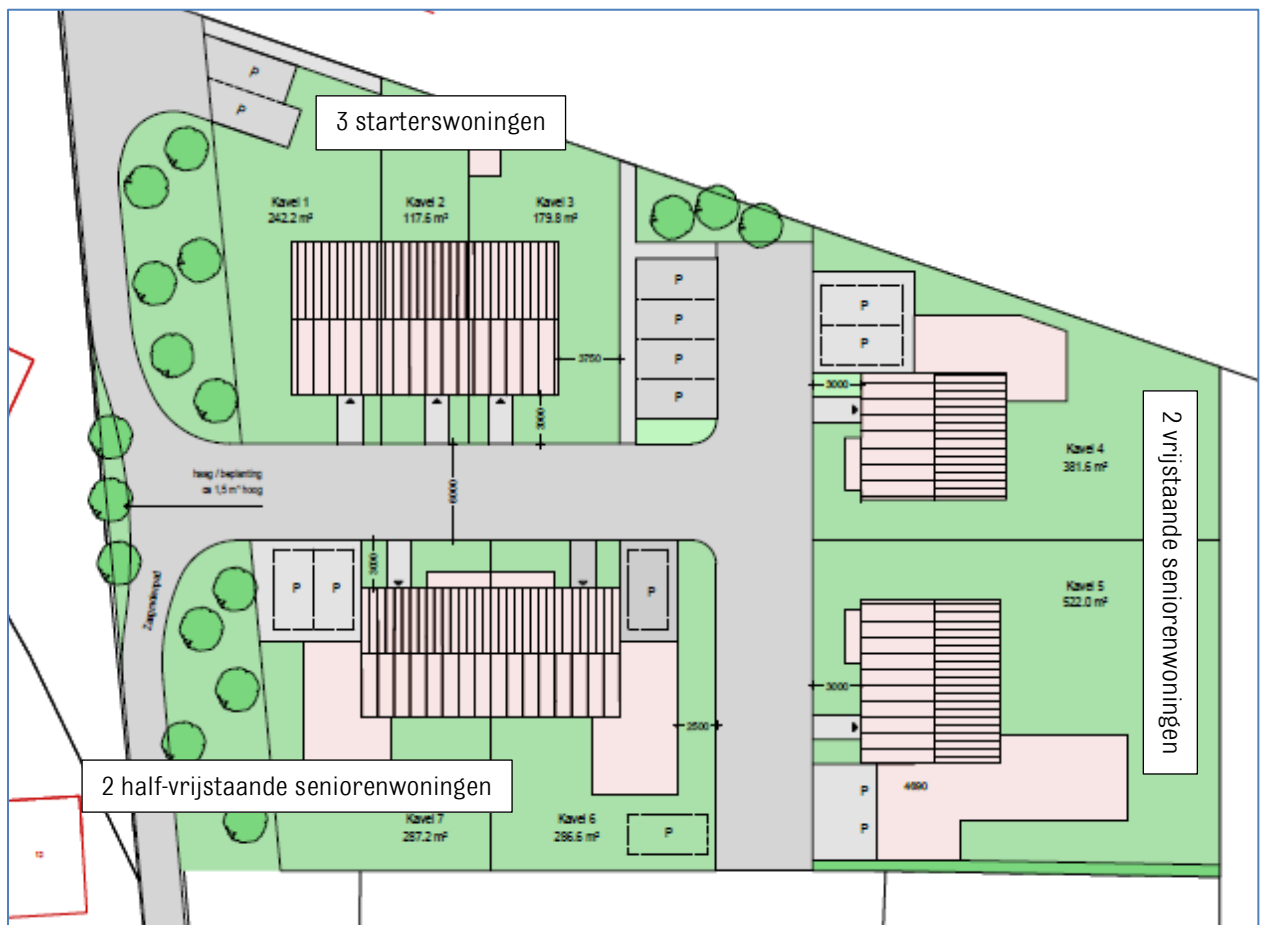 P
P
3 starterswoningen
Kavel 1
242.2 m²
Kavel 2
117.6 m²
Kavel 3
179.8 m²
P
P
P
P
P
P
3750
3000
3000
Kavel 4
381.6 m²
2 vrijstaande seniorenwoningen
haag / beplanting
ca 1,5 m¹ hoog
6000
3000
P
P
P
Kavel 5
522.0 m²
3000
2500
2 half-vrijstaande seniorenwoningen
P
P
4690
Kavel 7
287.2 m²
Kavel 6
286.6 m²
P